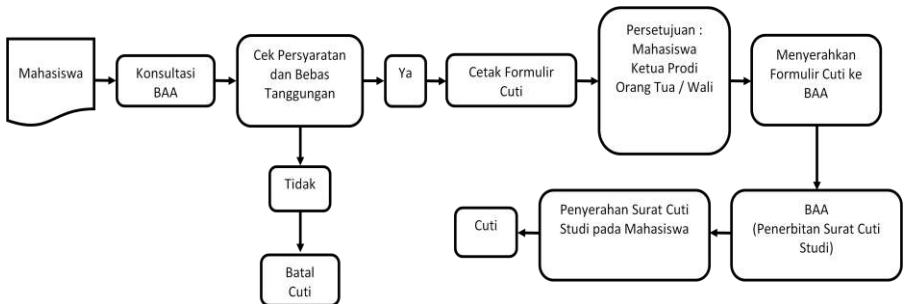 Mahasiswa
Konsultasi
BAA
Cek Persyaratan
dan Bebas
Tanggungan
Ya
Cetak Formulir
Cuti
Persetujuan :
Mahasiswa
Ketua Prodi
Orang Tua / Wali
Menyerahkan
Formulir Cuti ke
BAA
Tidak
Batal
Cuti
BAA
(Penerbitan Surat Cuti
Studi)
Penyerahan Surat Cuti
Studi pada Mahasiswa
Cuti